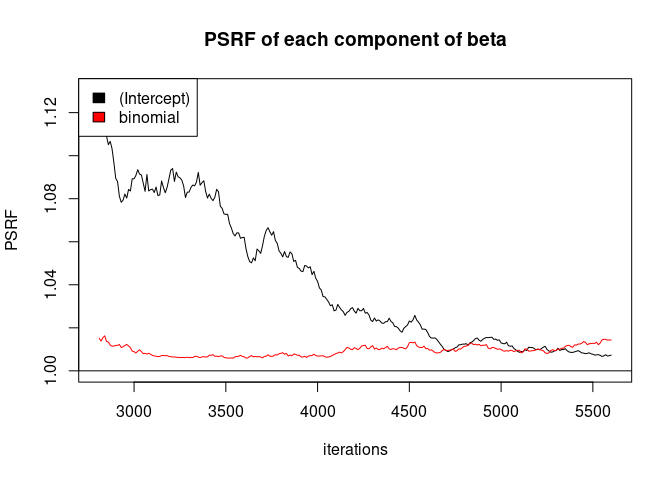 PSRF of each component of beta
(Intercept)
binomial
PSRF
1.12
1.08
1.04
1.00
3000 3500 4000 4500 5000 5500
iterations